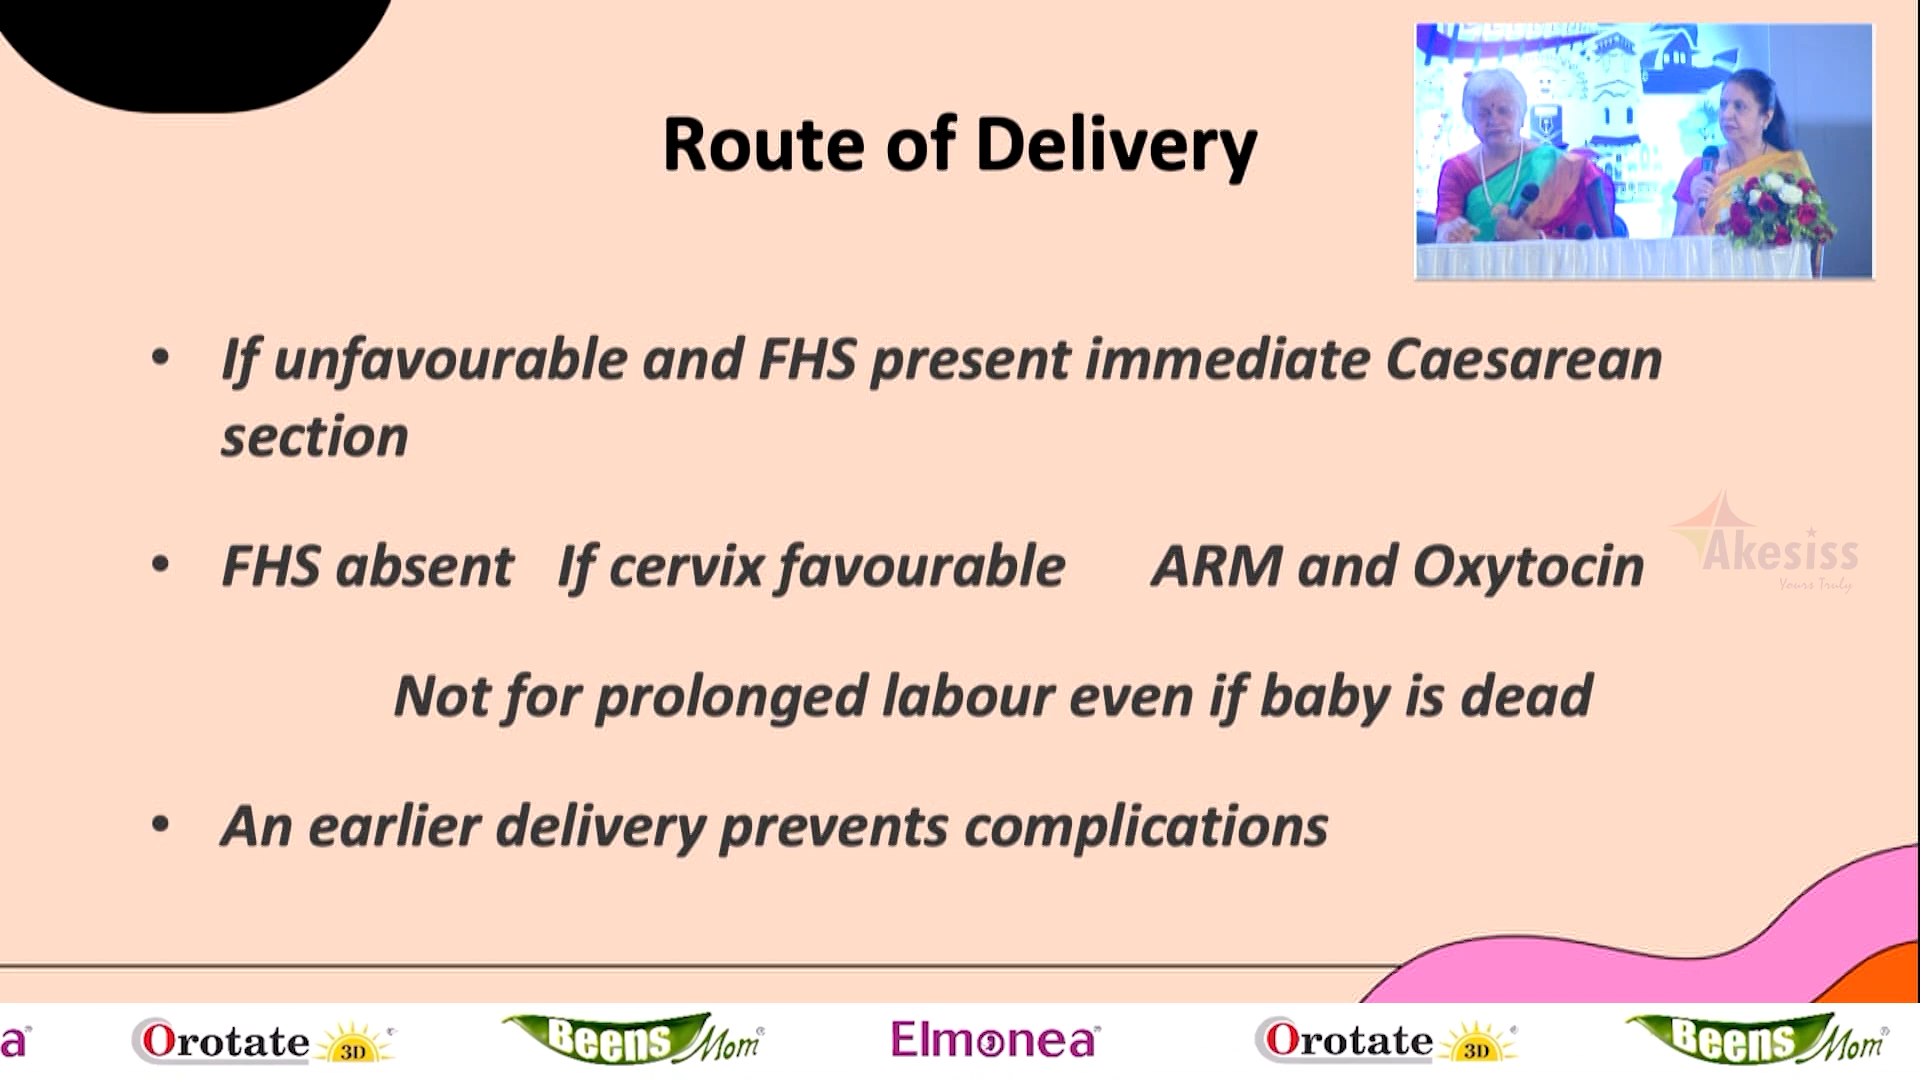 Route of Delivery
• If unfavourable and FHS present immediate Caesarean
section
• FHS absent If cervix favourable ARM and Oxytocin
Akesiss
Yours Truly
Not for prolonged labour even if baby is dead
• An earlier delivery prevents complications
a® Orotate 3D Beens Mom® Elmonea® Orotate 3D Beens Mom®